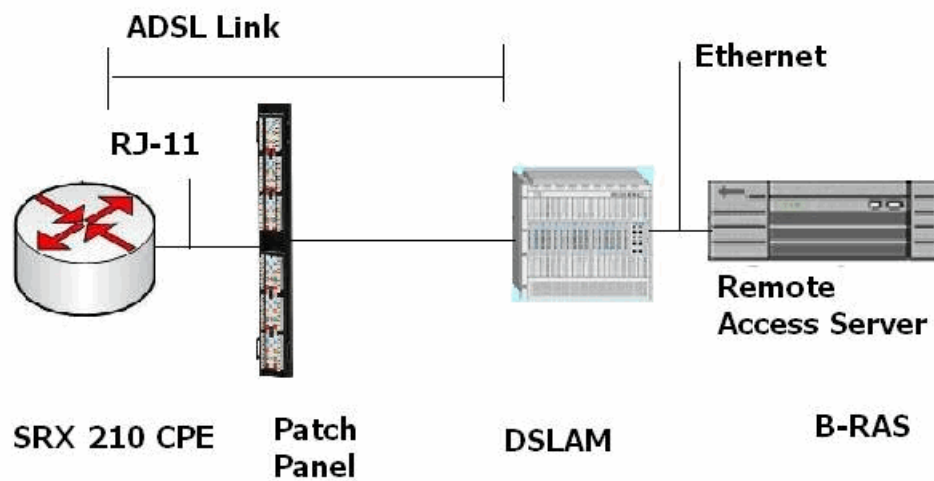 ADSL Link
Ethernet
RJ-11
Remote
Access Server
SRX 210 CPE
Patch
Panel
DSLAM
B-RAS